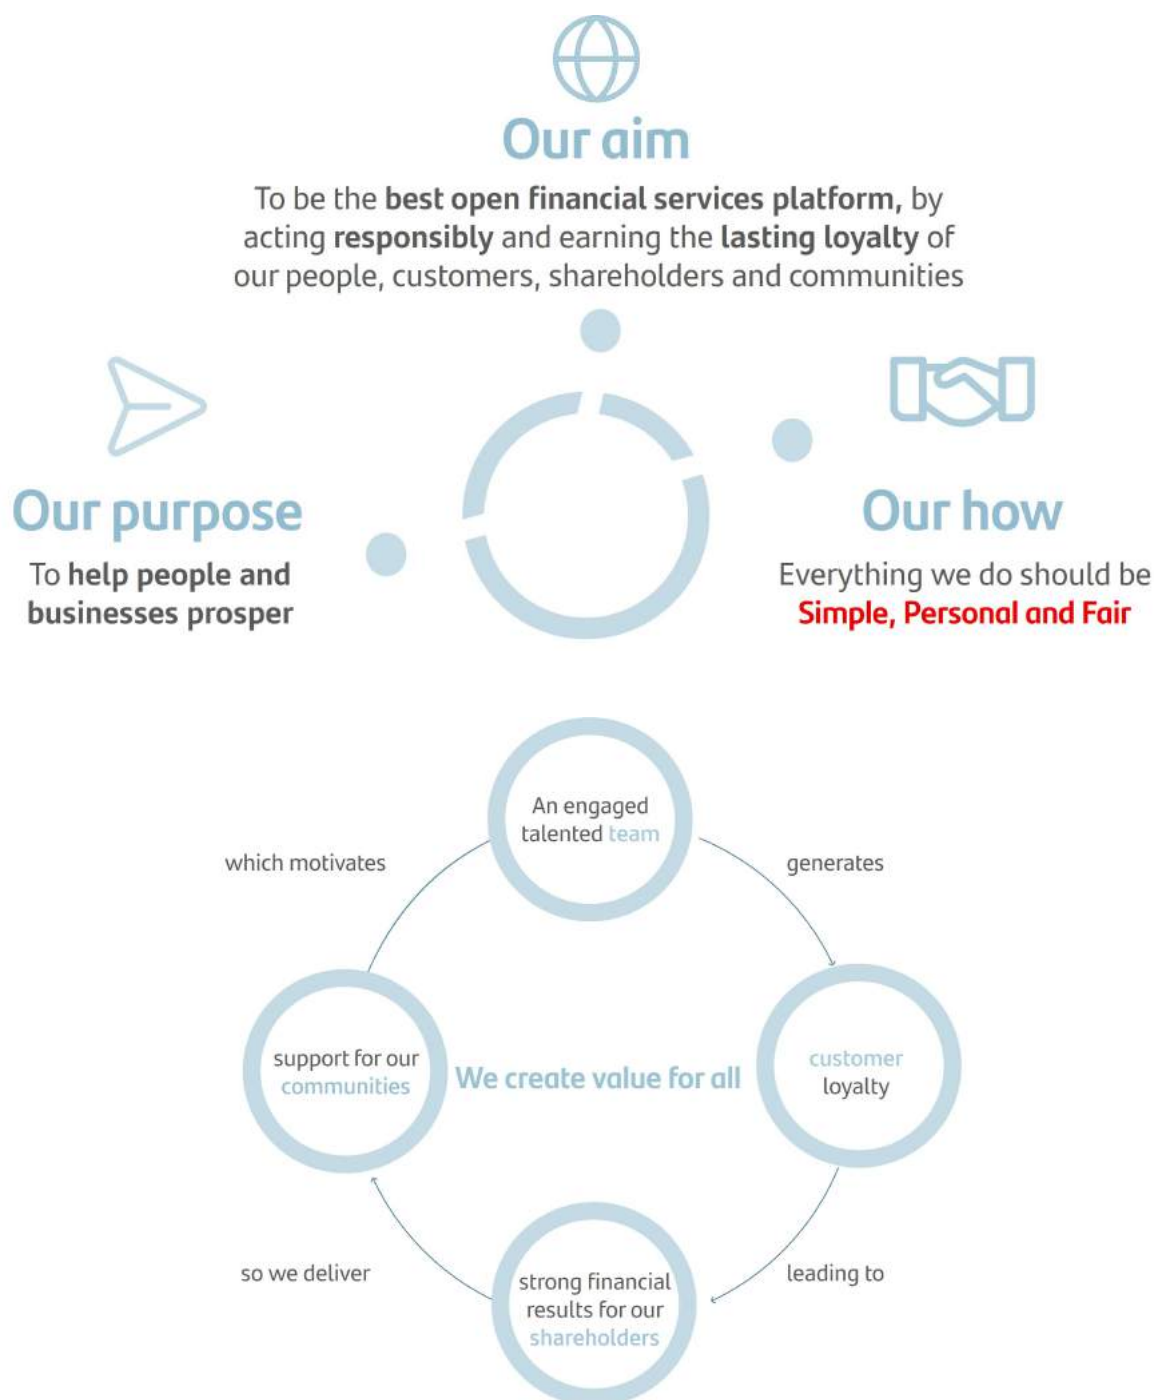 Our aim
To be the best open financial services platform, by
acting responsibly and earning the lasting loyalty of
our people, customers, shareholders and communities
Our purpose
To help people and
businesses prosper
Our how
Everything we do should be
Simple, Personal and Fair
An engaged
talented team
which motivates
generates
support for our
communities
We create value for all
customer
loyalty
so we deliver
leading to
strong financial
results for our
shareholders